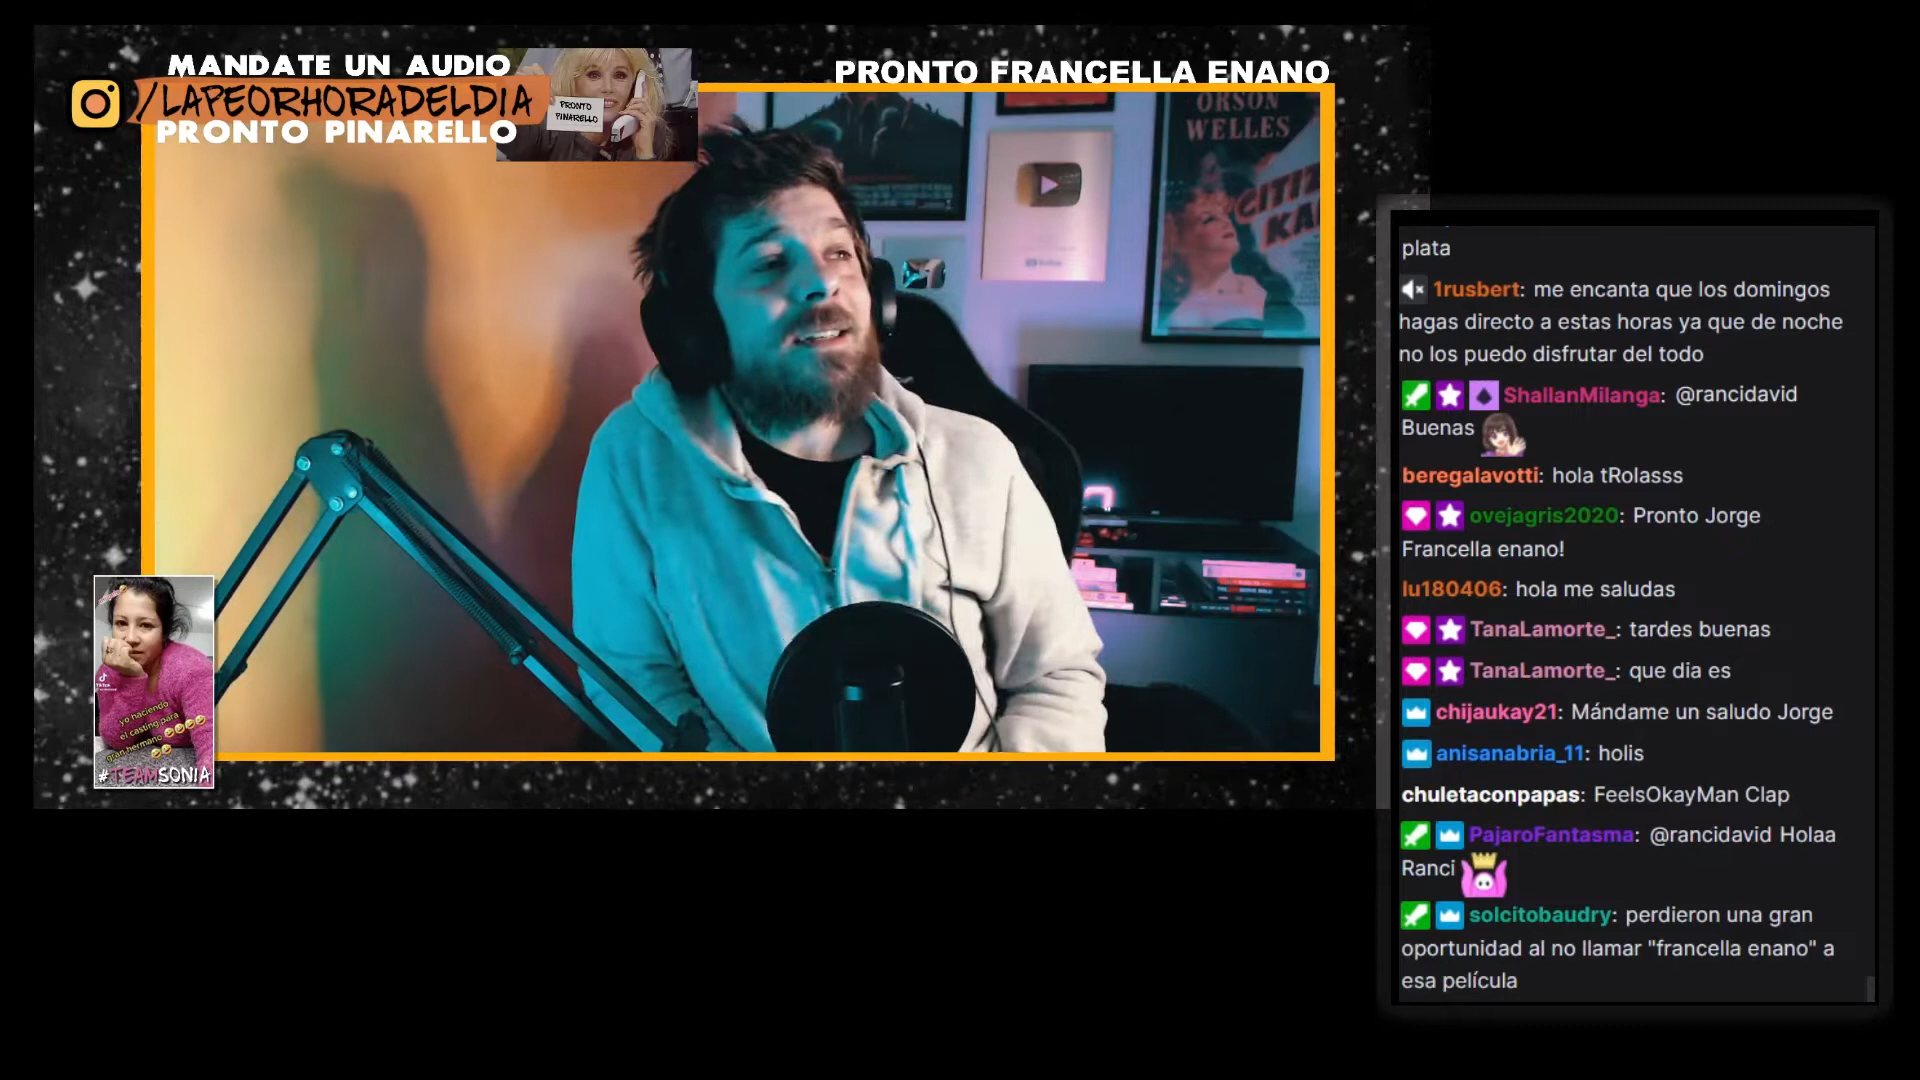 MANDATE UN AUDIO
/LAPEORHORADELDIA
PRONTO PINARELLO
PRONTO
PINARELLO
PRONTO FRANCELLA ENANO
ORSON
WELLES
yo haciendo
el casting para
gran hermano
#TEAMSONIA
plata
1rusbert: me encanta que los domingos
hagas directo a estas horas ya que de noche
no los puedo disfrutar del todo
ShallanMilanga: @rancidavid
Buenas
beregalavotti: hola tRolasss
ovejagris2020: Pronto Jorge
Francella enano!
lu180406: hola me saludas
TanaLamorte_: tardes buenas
TanaLamorte_: que dia es
chijaukay21: Mándame un saludo Jorge
anisanabria_11: holis
chuletaconpapas: FeelsOkayMan Clap
PajaroFantasma: @rancidavid Holaa
Ranci
solcitobaudry: perdieron una gran
oportunidad al no llamar "francella enano" a
esa película